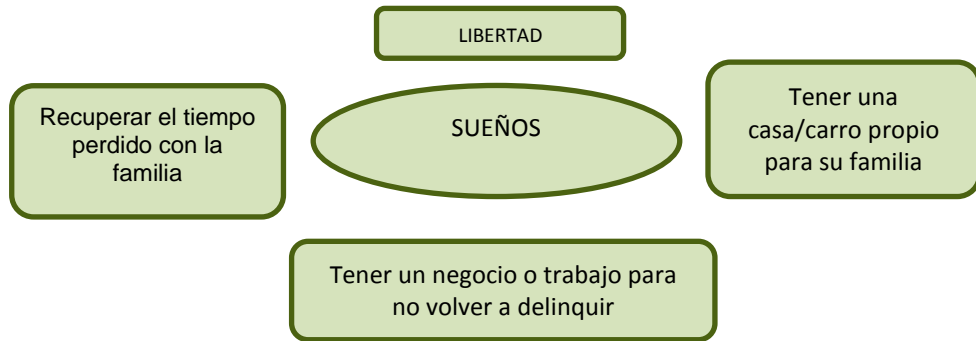 LIBERTAD
Recuperar el tiempo
perdido con la
familia
SUEÑOS
Tener una
casa/carro propio
para su familia
Tener un negocio o trabajo para
no volver a delinquir